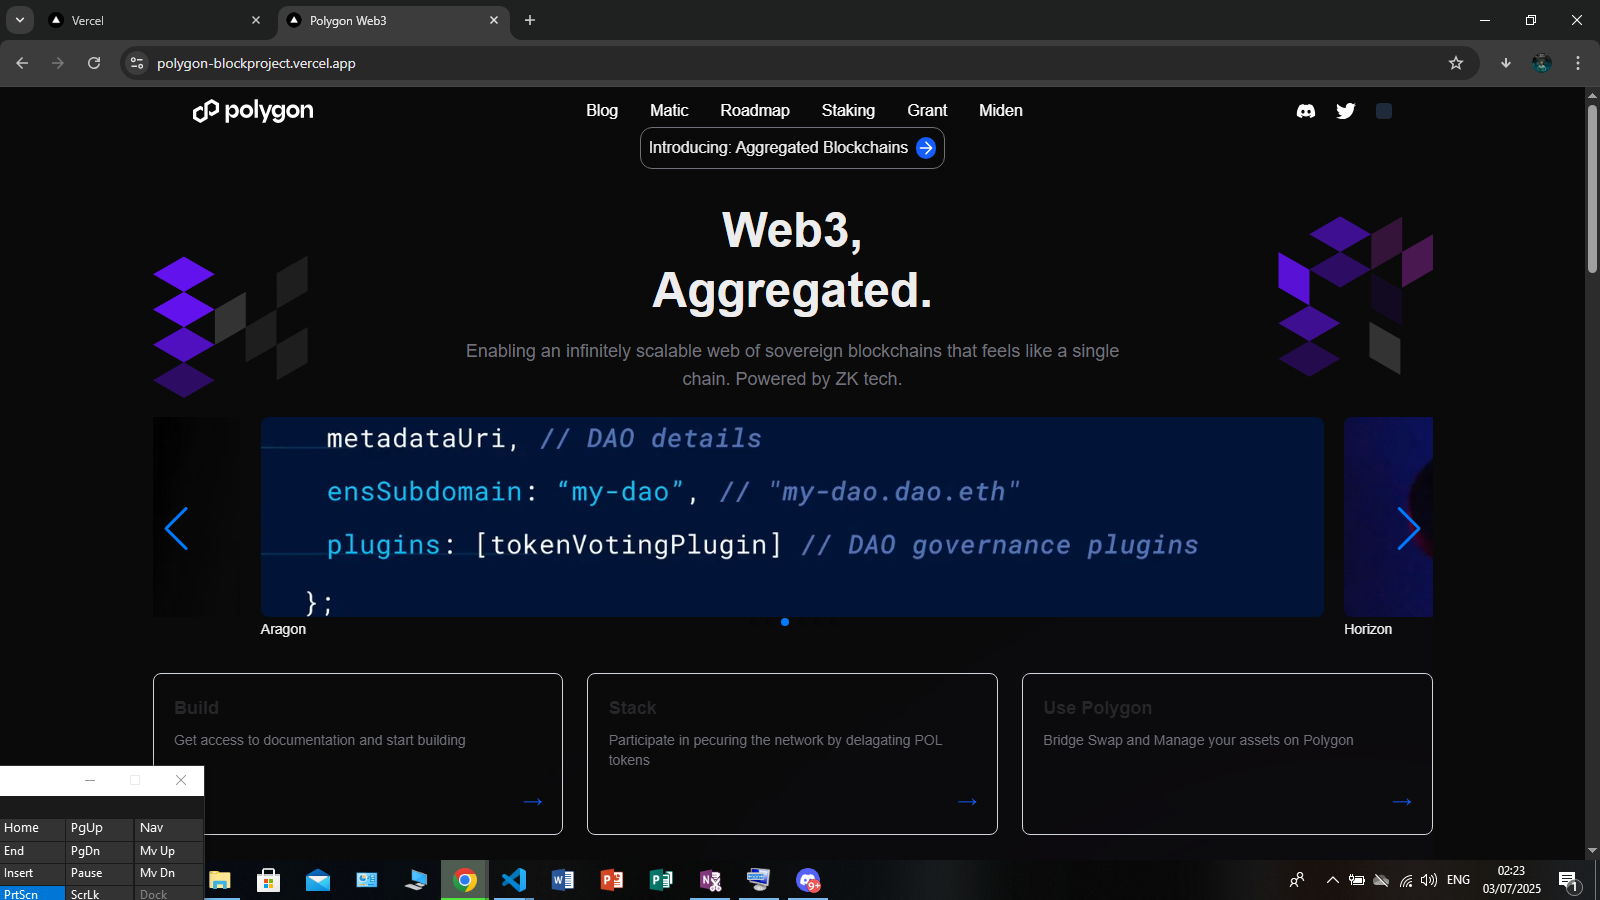 Vercel
Polygon Web3
polygon-blockproject.vercel.app
polygon
Blog Matic Roadmap Staking Grant Miden
Introducing: Aggregated Blockchains
Web3,
Aggregated.
Enabling an infinitely scalable web of sovereign blockchains that feels like a single
chain. Powered by ZK tech.
metadataUri, // DAO details
ensSubdomain: “my-dao”, // "my-dao.dao.eth"
plugins: [tokenVotingPlugin] // DAO governance plugins
};
Aragon
Horizon
Build
Get access to documentation and start building
Stack
Participate in pecuring the network by delagating POL
tokens
Use Polygon
Bridge Swap and Manage your assets on Polygon
Home PgUp Nav
End PgDn Mv Up
Insert Pause Mv Dn
PrtScn ScrLk Dock
9+
ENG
02:23
03/07/2025
1